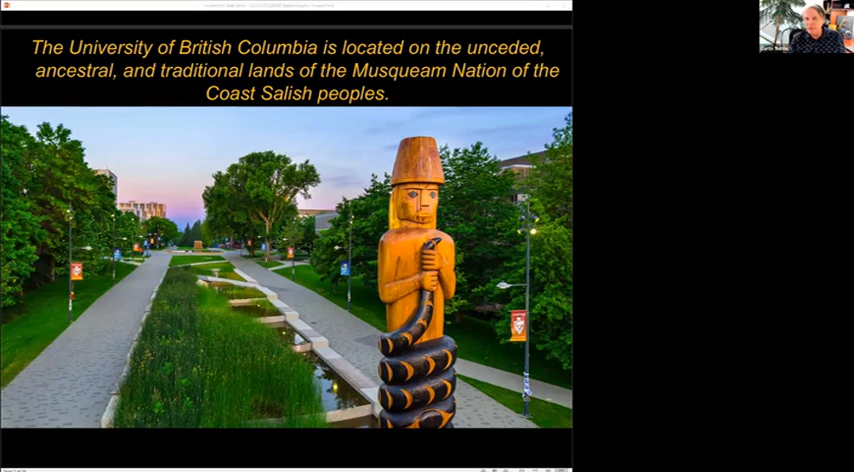 The University of British Columbia is located on the unceded,
ancestral, and traditional lands of the Musqueam Nation of the
Coast Salish peoples.